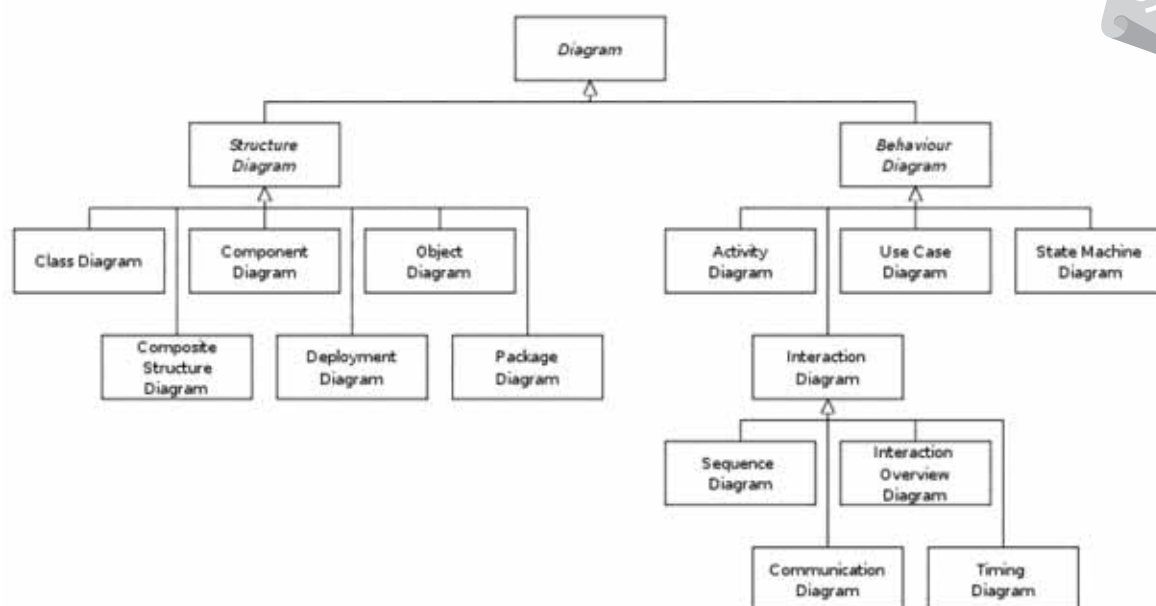 Diagram
Structure
Diagram
Behaviour
Diagram
Class Diagram
Component
Diagram
Object
Diagram
Activity
Diagram
Use Case
Diagram
State Machine
Diagram
Composite
Structure
Diagram
Deployment
Diagram
Package
Diagram
Interaction
Diagram
Sequence
Diagram
Interaction
Overview
Diagram
Communication
Diagram
Timing
Diagram